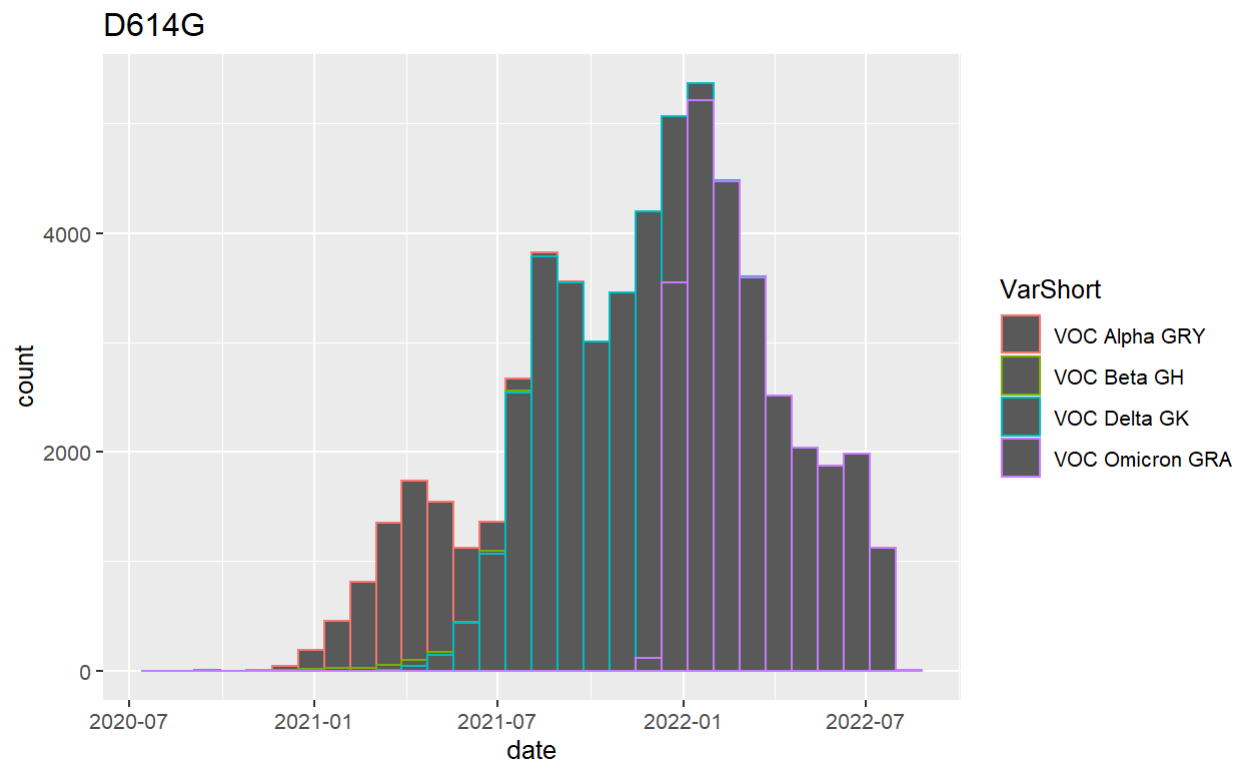 D614G
count
4000
2000
0
2020-07
2021-01
2021-07
2022-01
2022-07
date
VarShort
VOC Alpha GRY
VOC Beta GH
VOC Delta GK
VOC Omicron GRA